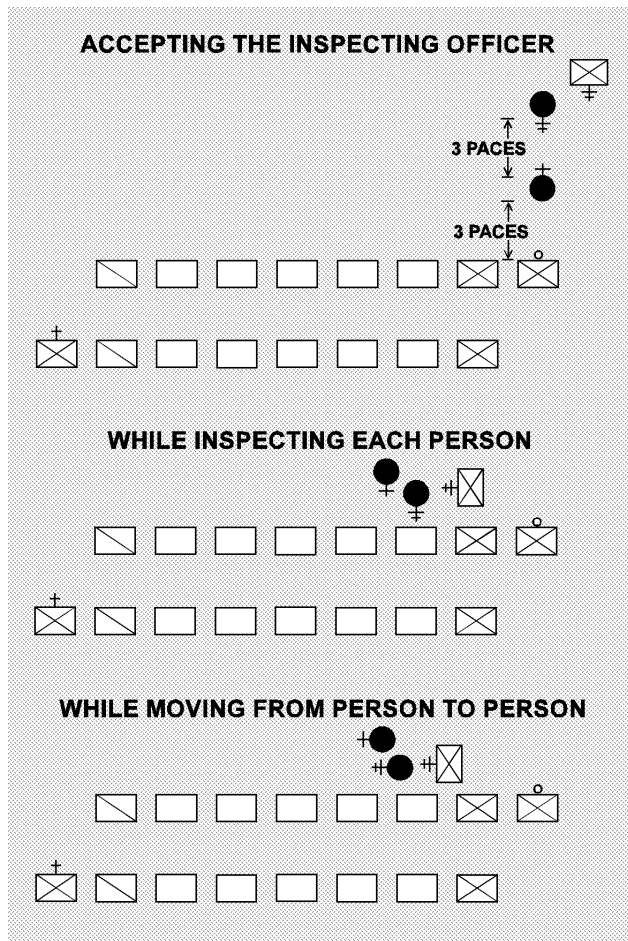 ACCEPTING THE INSPECTING OFFICER
3 PACES
3 PACES
WHILE INSPECTING EACH PERSON
WHILE MOVING FROM PERSON TO PERSON